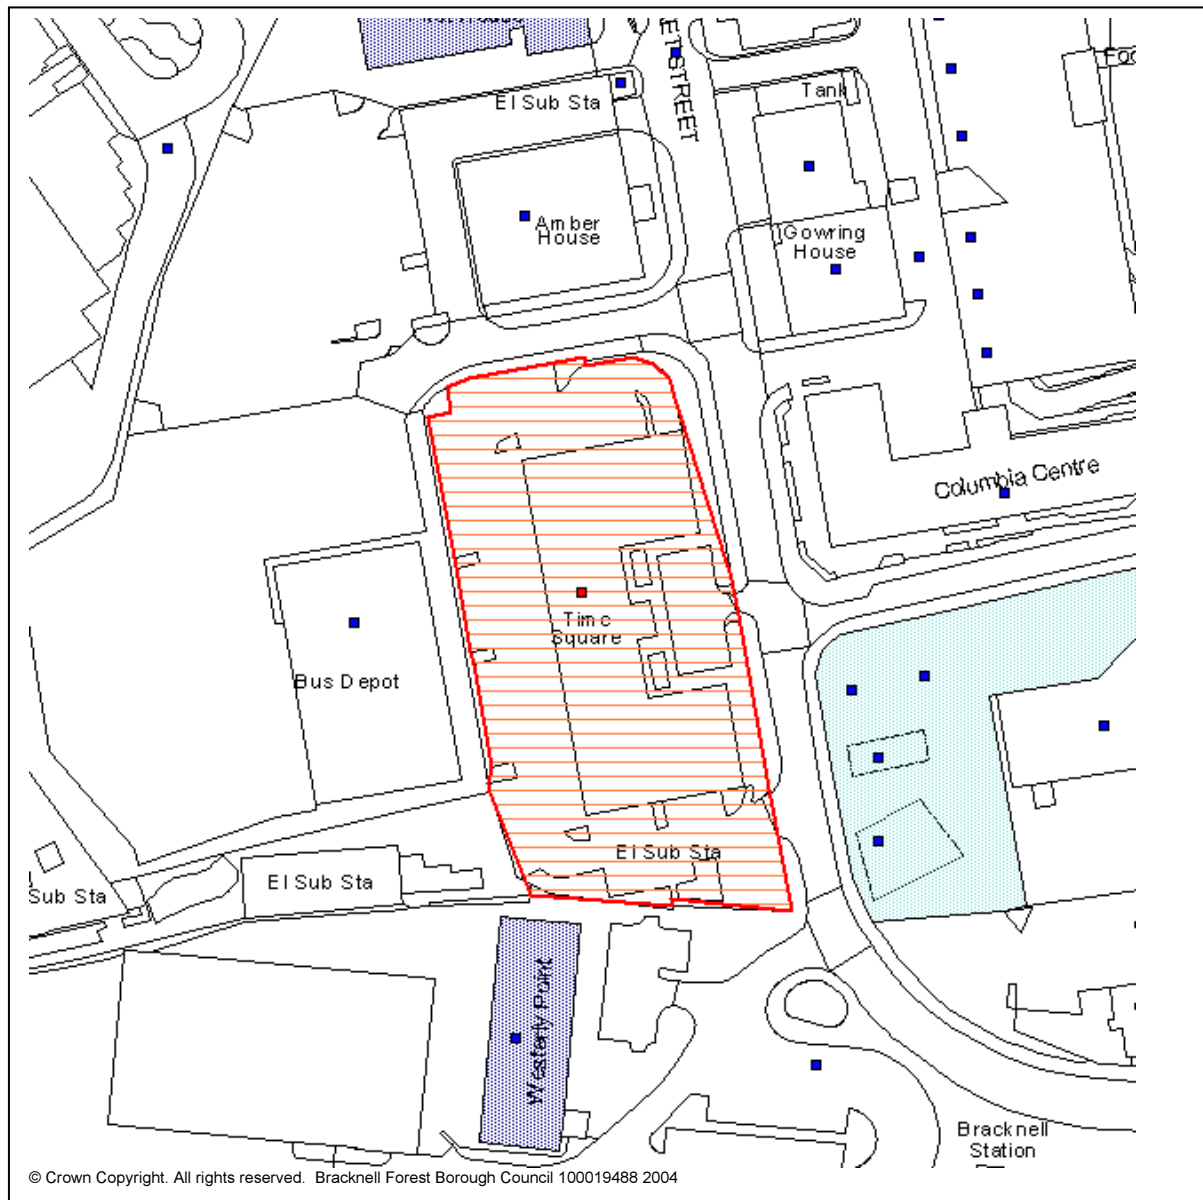 El Sub Sta
STREET
Tank
Amber
House
Gowring
House
Columbia Centre
Time
Square
Bus Depot
El Sub Sta
El Sub Sta
Sub Sta
Westerly Point
Bracknell
Station
© Crown Copyright. All rights reserved. Bracknell Forest Borough Council 100019488 2004